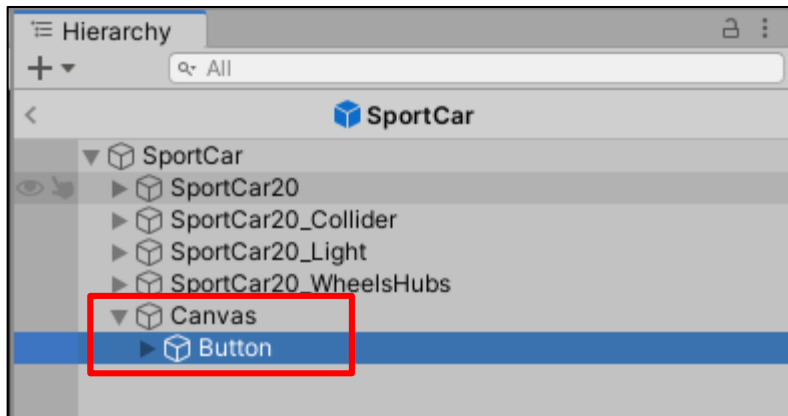 Hierarchy
All
SportCar
SportCar
SportCar20
SportCar20_Collider
SportCar20_Light
SportCar20_WheelsHubs
Canvas
Button